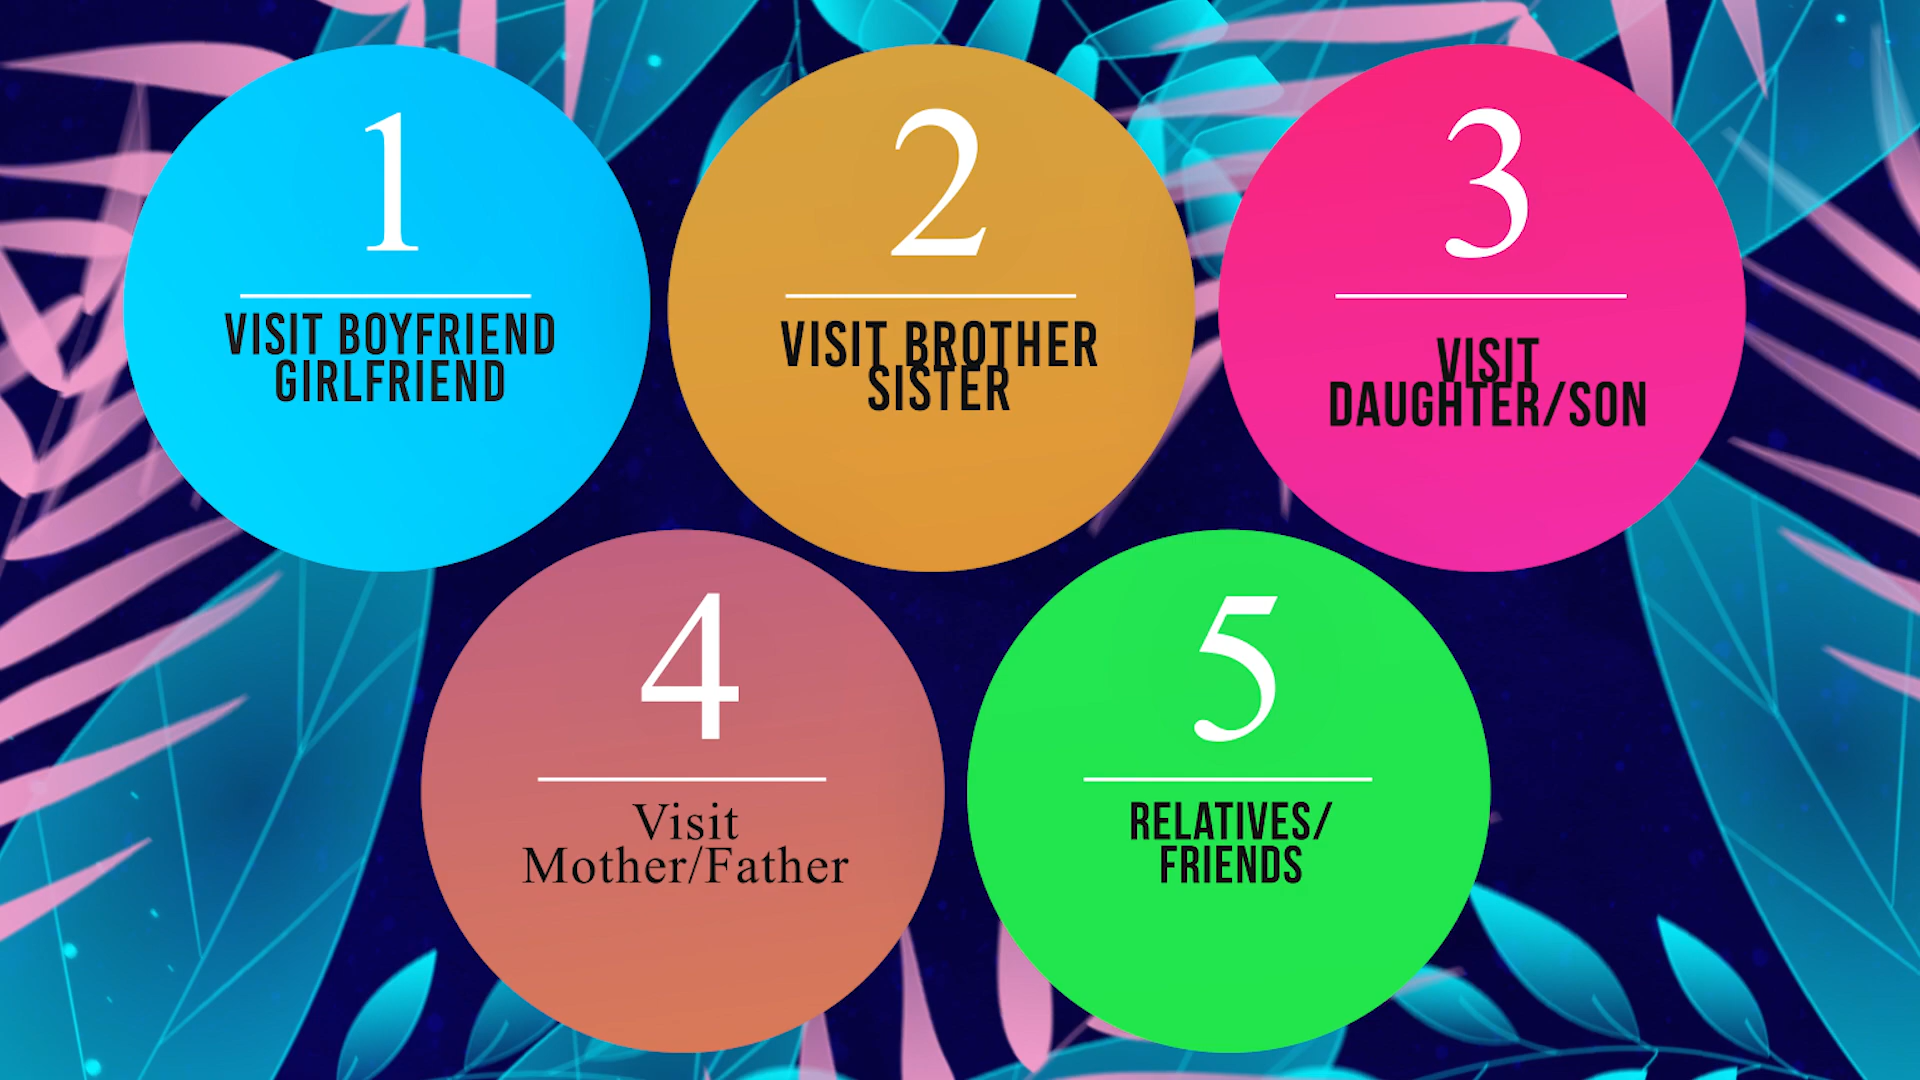 1
VISIT BOYFRIEND
GIRLFRIEND
2
VISIT BROTHER
SISTER
3
VISIT
DAUGHTER/SON
4
Visit
Mother/Father
5
RELATIVES/
FRIENDS